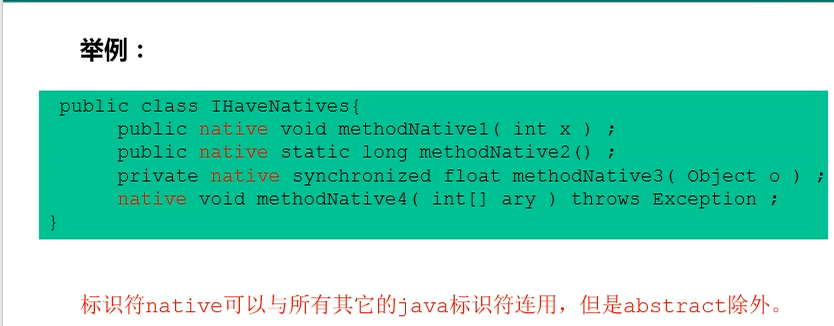 举例：
public class IHaveNatives{
public native void methodNative1( int x ) ;
public native static long methodNative2() ;
private native synchronized float methodNative3( Object o ) ;
native void methodNative4( int[] ary ) throws Exception ;
}
标识符native可以与所有其它的java标识符连用，但是abstract除外。